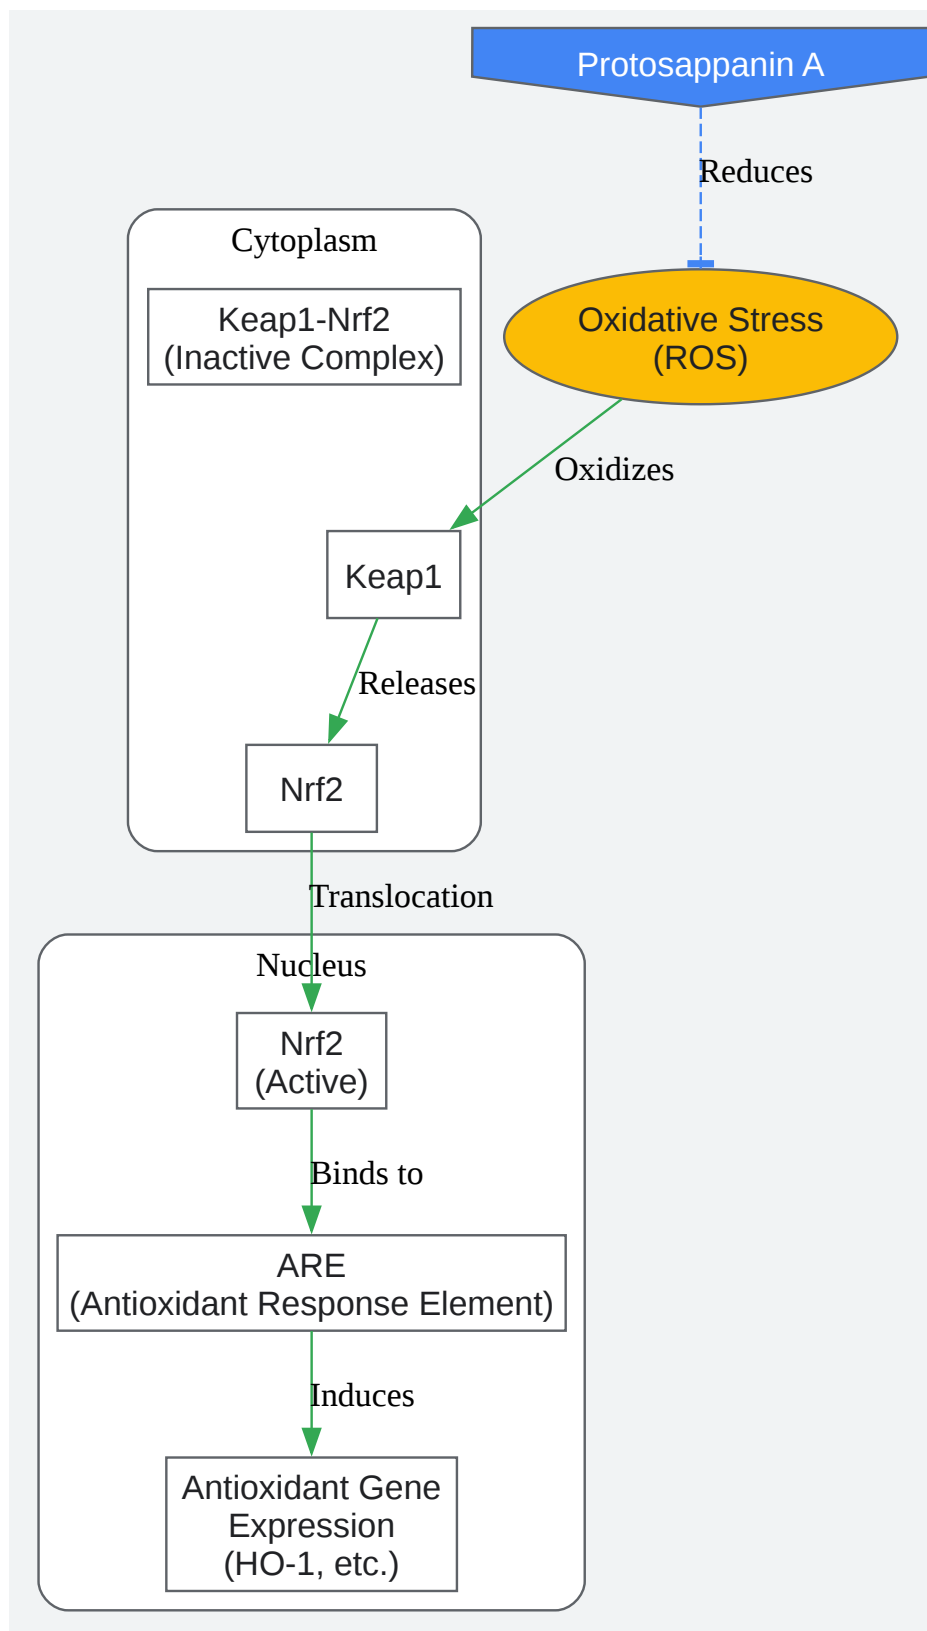 Protosappanin A
Reduces
Cytoplasm
Keap1-Nrf2
(Inactive Complex)
Oxidative Stress
(ROS)
Oxidizes
Keap1
Releases
Nrf2
Translocation
Nucleus
Nrf2
(Active)
Binds to
ARE
(Antioxidant Response Element)
Induces
Antioxidant Gene
Expression
(HO-1, etc.)